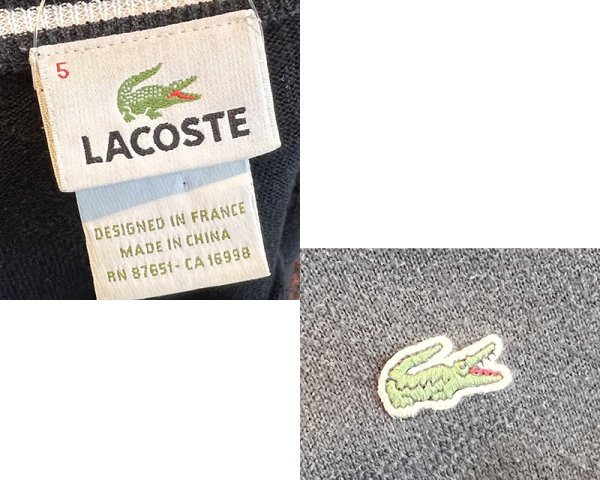 5
LACOSTE
DESIGNED IN FRANCE
MADE IN CHINA
RN 87651 - CA 16998